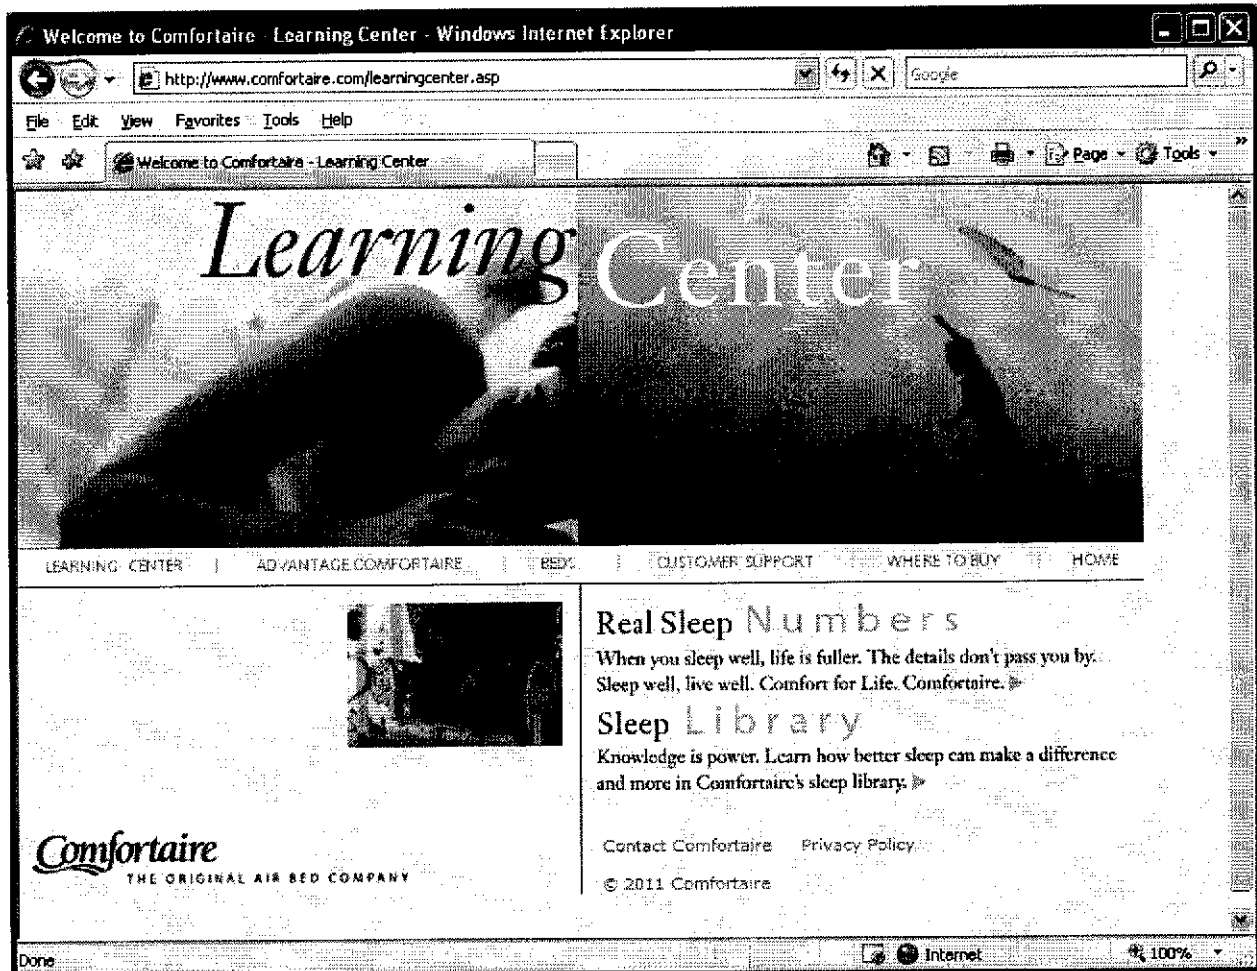 Welcome to Comfortaire - Learning Center - Windows Internet Explorer
http://www.comfortaire.com/learningcenter.asp
Google
File Edit View Favorites Tools Help
Welcome to Comfortaire - Learning Center
Page Tools »
Learning Center
LEARNING CENTER | ADVANTAGE COMFORTAIRE | BEDS | CUSTOMER SUPPORT | WHERE TO BUY | HOME
Real Sleep Numbers
When you sleep well, life is fuller. The details don't pass you by.
Sleep well, live well. Comfort for Life. Comfortaire.
Sleep Library
Knowledge is power. Learn how better sleep can make a difference
and more in Comfortaire's sleep library.
Comfortaire
THE ORIGINAL AIR BED COMPANY
Contact Comfortaire Privacy Policy
© 2011 Comfortaire
Done Internet 100%